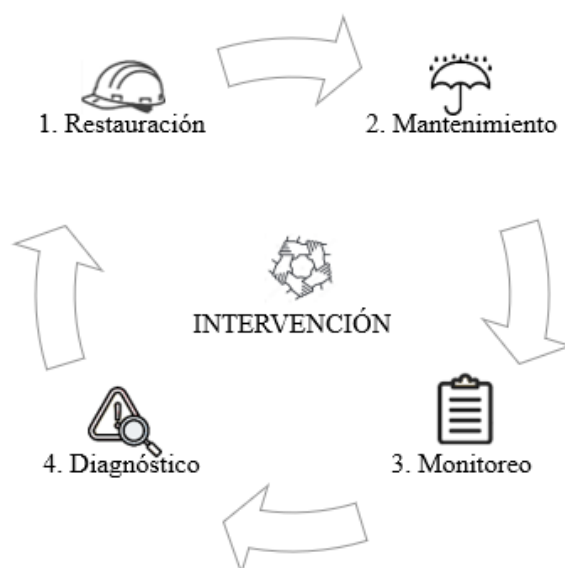 1. Restauración
2. Mantenimiento
INTERVENCIÓN
4. Diagnóstico
3. Monitoreo